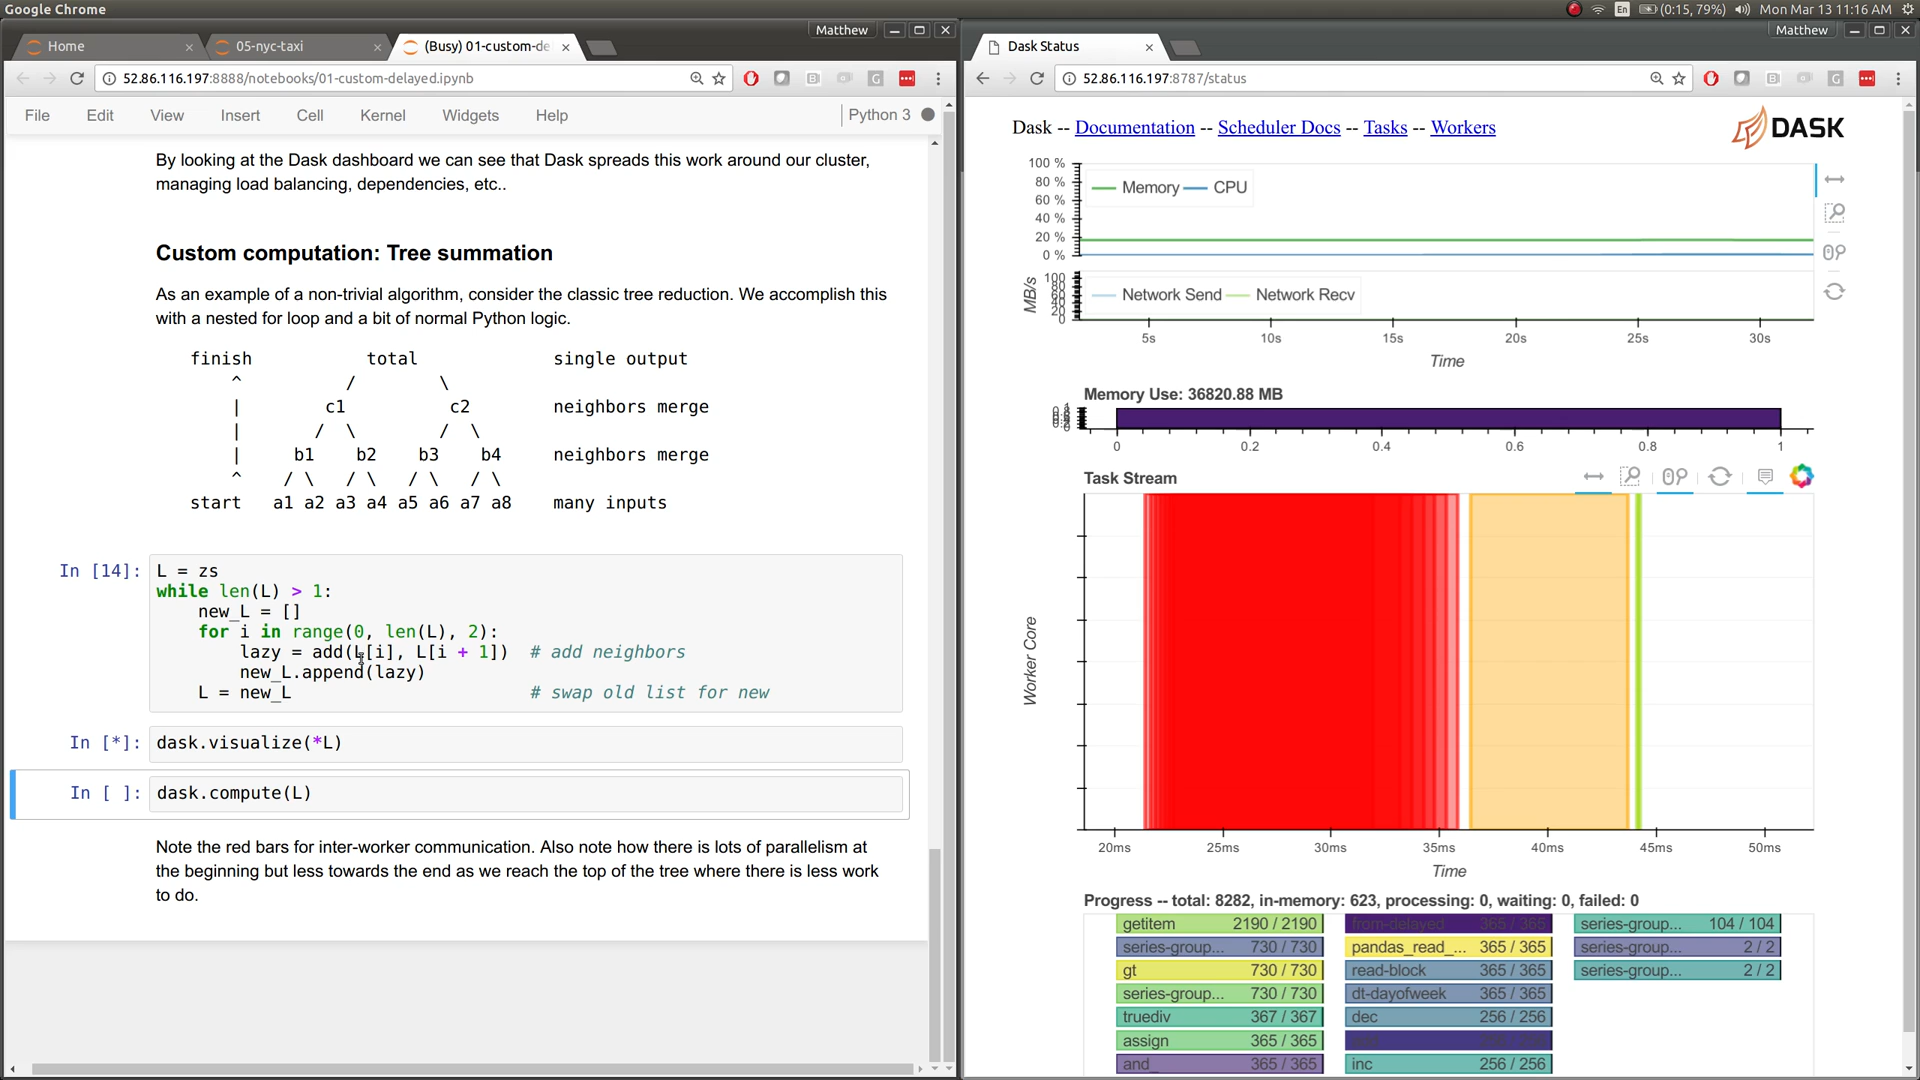 Google Chrome
(0:15, 79%)
Mon Mar 13 11:16 AM
En
Matthew
Home
05-nyc-taxi
(Busy) 01-custom-de
52.86.116.197:8888/notebooks/01-custom-delayed.ipynb
File Edit View Insert Cell Kernel Widgets Help
Python 3
By looking at the Dask dashboard we can see that Dask spreads this work around our cluster,
managing load balancing, dependencies, etc..
Custom computation: Tree summation
As an example of a non-trivial algorithm, consider the classic tree reduction. We accomplish this
with a nested for loop and a bit of normal Python logic.
finish total single output
^ / \
| c1 c2 neighbors merge
| / \ / \
| b1 b2 b3 b4 neighbors merge
^ / \ / \ / \ / \
start a1 a2 a3 a4 a5 a6 a7 a8 many inputs
In [14]:
L = zs
while len(L) > 1:
new_L = []
for i in range(0, len(L), 2):
lazy = add(L[i], L[i + 1]) # add neighbors
new_L.append(lazy)
L = new_L # swap old list for new
In [*]: dask.visualize(*L)
In [ ]: dask.compute(L)
Note the red bars for inter-worker communication. Also note how there is lots of parallelism at
the beginning but less towards the end as we reach the top of the tree where there is less work
to do.
Matthew
Dask Status
52.86.116.197:8787/status
Dask -- Documentation -- Scheduler Docs -- Tasks -- Workers
DASK
100 %
80 %
60 %
40 %
20 %
0 %
Memory CPU
MB/s
100
Network Send Network Recv
5s 10s 15s 20s 25s 30s
Time
Memory Use: 36820.88 MB
0 0.2 0.4 0.6 0.8 1
Task Stream
Worker Core
20ms 25ms 30ms 35ms 40ms 45ms 50ms
Time
Progress -- total: 8282, in-memory: 623, processing: 0, waiting: 0, failed: 0
getitem 2190 / 2190
series-group... 730 / 730
gt 730 / 730
series-group... 730 / 730
truediv 367 / 367
assign 365 / 365
and_ 365 / 365
from-delayed 365 / 365
pandas_read_... 365 / 365
read-block 365 / 365
dt-dayofweek 365 / 365
dec 256 / 256
inc 256 / 256
series-group... 104 / 104
series-group... 2 / 2
series-group... 2 / 2